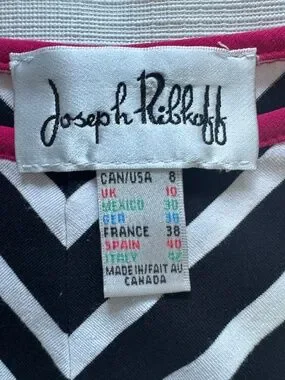 Joseph Ribkoff
CAN/USA 8
UK 10
MEXICO 30
GER 36
FRANCE 38
SPAIN 40
ITALY 42
MADE IN/FAIT AU
CANADA